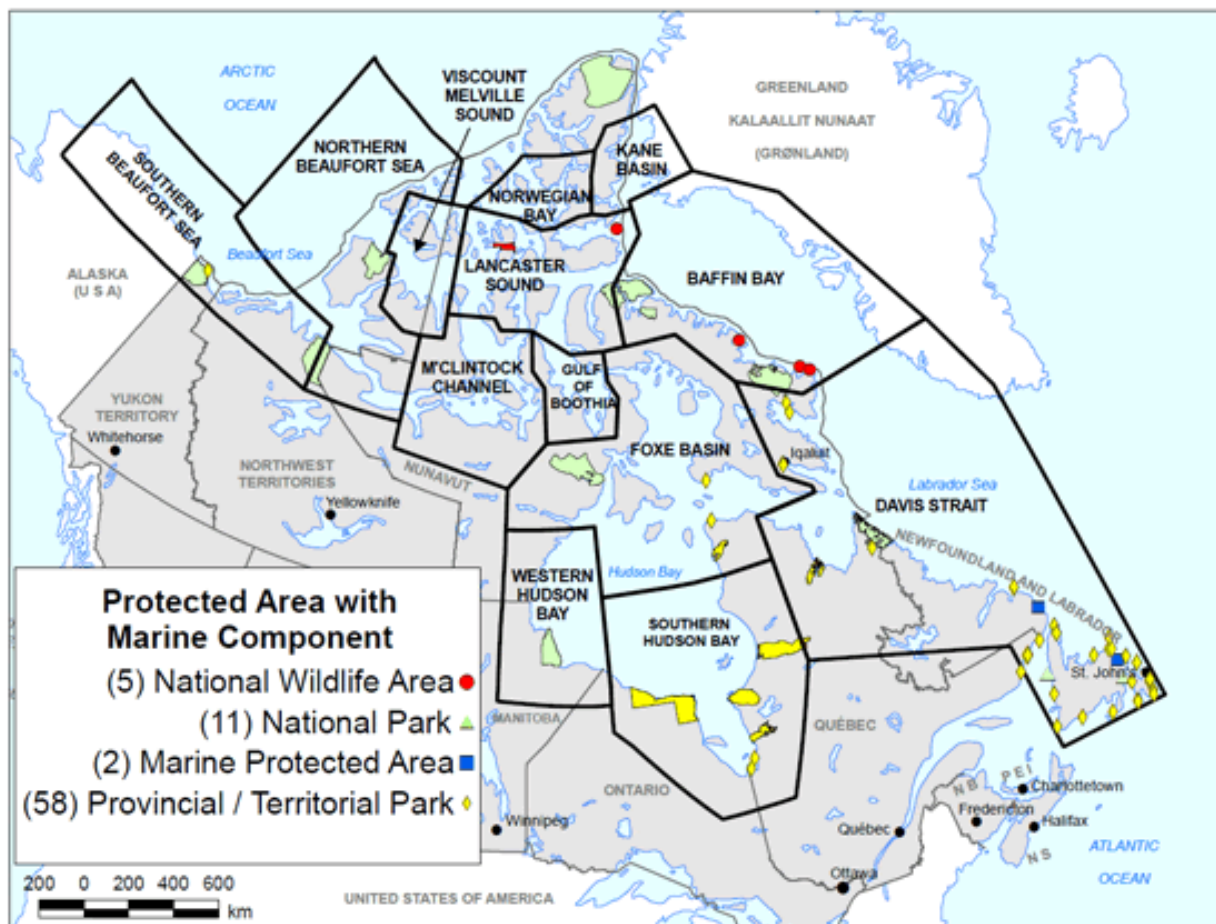 ARCTIC
OCEAN
VISCOUNT
MELVILLE
SOUND
GREENLAND
KALAALLIT NUNAAT
(GRØNLAND)
NORTHERN
BEAUFORT SEA
KANE
BASIN
SOUTHERN
BEAUFORT SEA
NORWEGIAN
BAY
Beaufort Sea
ALASKA
(U S A)
LANCASTER
SOUND
BAFFIN BAY
M'CLINTOCK
CHANNEL
GULF
OF
BOOTHIA
YUKON
TERRITORY
Whitehorse
FOXE BASIN
Iqaluit
NORTHWEST
TERRITORIES
NUNAVUT
Yellowknife
Labrador Sea
DAVIS STRAIT
NEWFOUNDLAND AND LABRADOR
WESTERN
HUDSON
BAY
Hudson Bay
SOUTHERN
HUDSON BAY
St. John's
MANITOBA
QUÉBEC
ONTARIO
Winnipeg
NB
PEI
Charlottetown
Fredericton
Halifax
Québec
NS
Ottawa
ATLANTIC
OCEAN
UNITED STATES OF AMERICA
Protected Area with
Marine Component
(5) National Wildlife Area
(11) National Park
(2) Marine Protected Area
(58) Provincial / Territorial Park
200 0 200 400 600
km